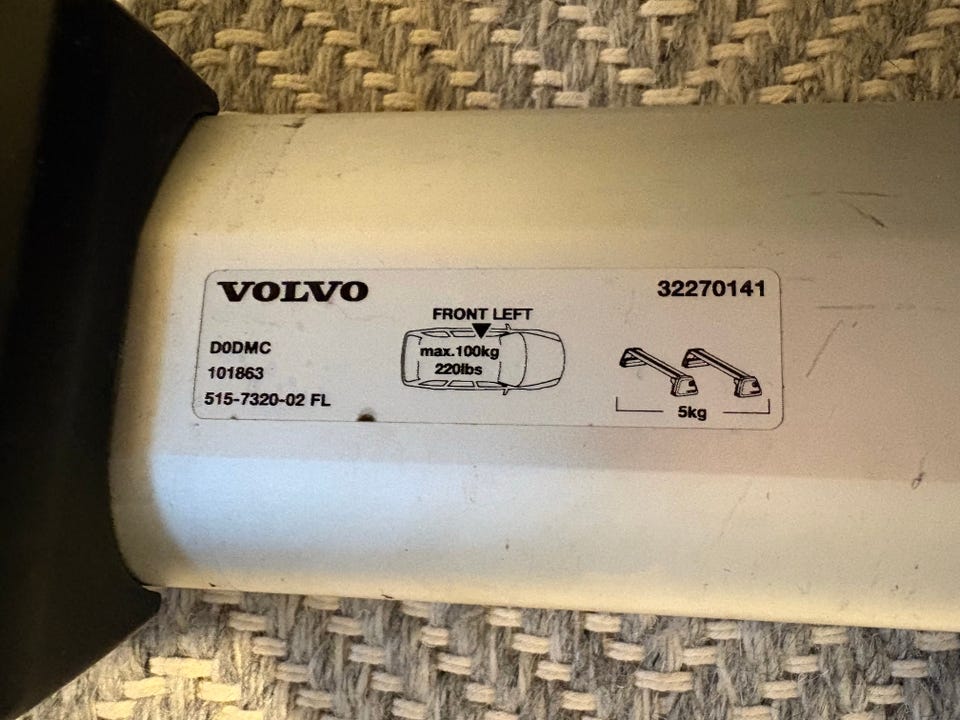 VOLVO
32270141
FRONT LEFT
D0DMC
max.100kg
220lbs
101863
515-7320-02 FL
5kg